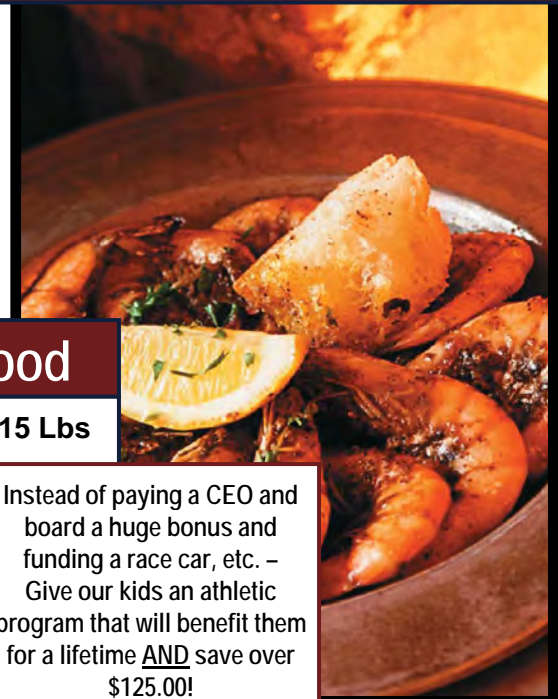 ood
15 Lbs
Instead of paying a CEO and
board a huge bonus and
funding a race car, etc. –
Give our kids an athletic
program that will benefit them
for a lifetime AND save over
$125.00!